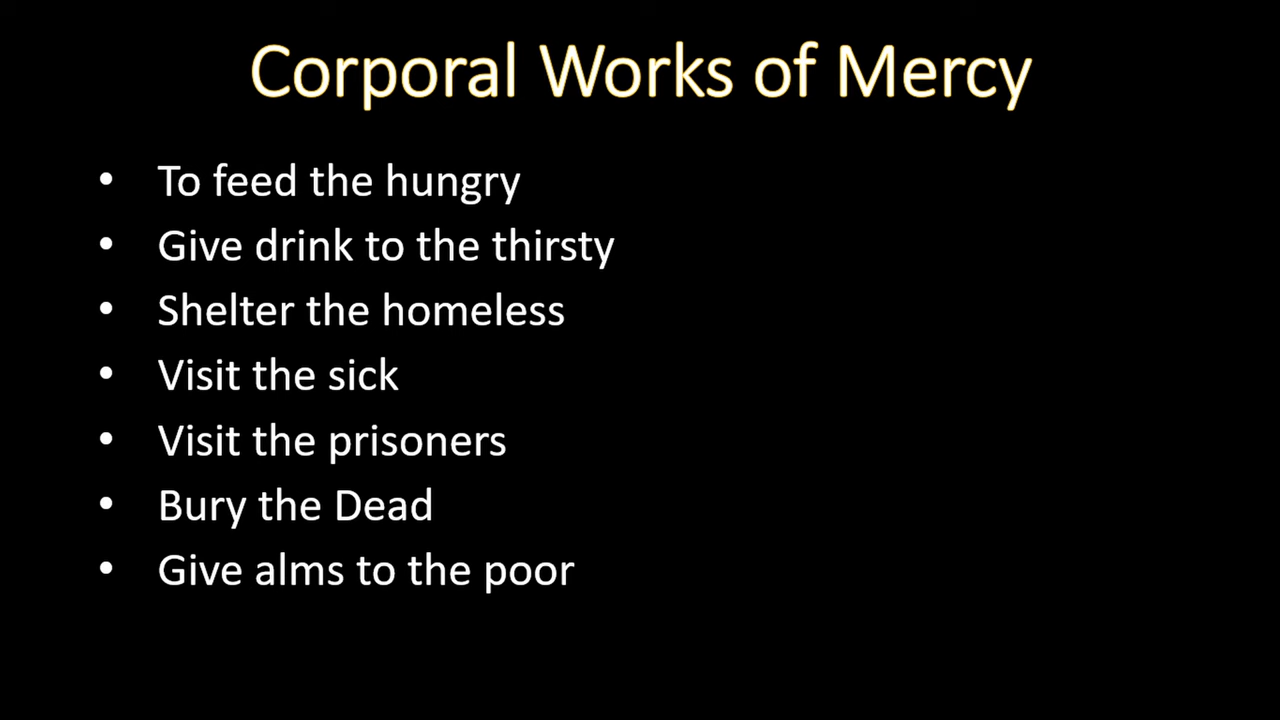 Corporal Works of Mercy
• To feed the hungry
• Give drink to the thirsty
• Shelter the homeless
• Visit the sick
• Visit the prisoners
• Bury the Dead
• Give alms to the poor